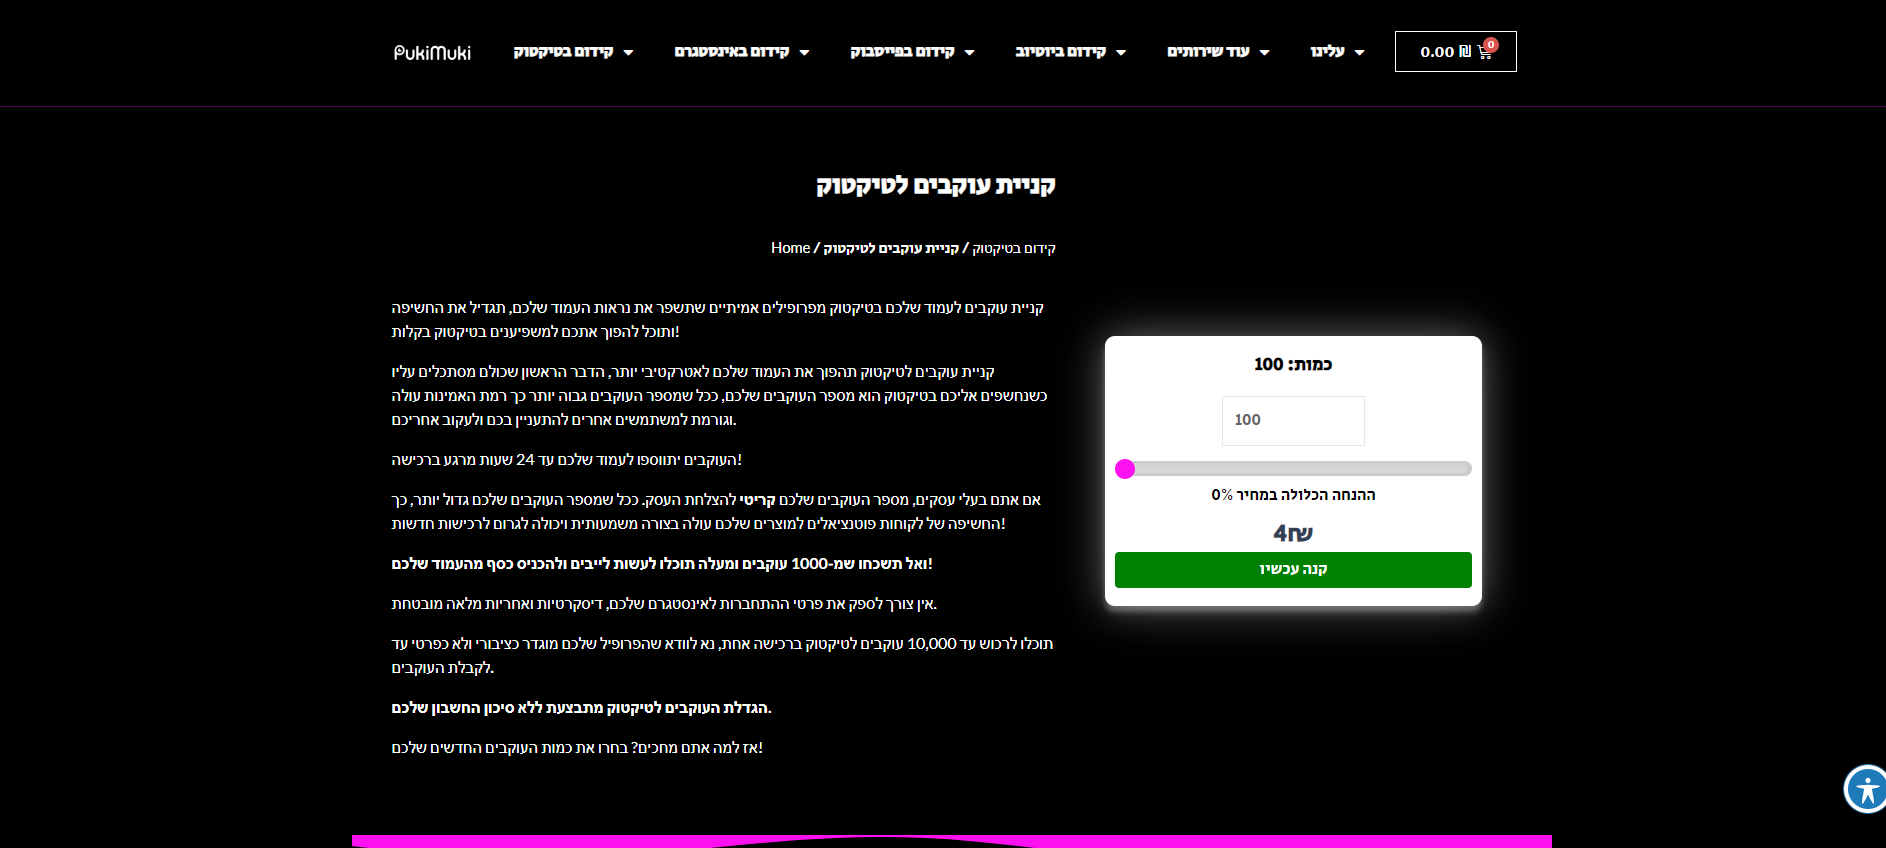 PukiMuki
קידום בטיקטוק
קידום באינסטגרם
קידום בפייסבוק
קידום ביוטיוב
עוד שירותים
עלינו
0.00 ₪
0
קניית עוקבים לטיקטוק
Home / קניית עוקבים לטיקטוק / קידום בטיקטוק
קניית עוקבים לעמוד שלכם בטיקטוק מפרופילים אמיתיים שתשפר את נראות העמוד שלכם, תגדיל את החשיפה
ותוכל להפוך אתכם למשפיענים בטיקטוק בקלות!
קניית עוקבים לטיקטוק תהפוך את העמוד שלכם לאטרקטיבי יותר, הדבר הראשון שכולם מסתכלים עליו
כשנחשפים אליכם בטיקטוק הוא מספר העוקבים שלכם, ככל שמספר העוקבים גבוה יותר כך רמת האמינות עולה
וגורמת למשתמשים אחרים להתעניין בכם ולעקוב אחריכם.
העוקבים יתווספו לעמוד שלכם עד 24 שעות מרגע ברכישה!
אם אתם בעלי עסקים, מספר העוקבים שלכם קריטי להצלחת העסק. ככל שמספר העוקבים שלכם גדול יותר, כך
החשיפה של לקוחות פוטנציאלים למוצרים שלכם עולה בצורה משמעותית ויכולה לגרום לרכישות חדשות!
ואל תשכחו שמ-1000 עוקבים ומעלה תוכלו לעשות לייבים ולהכניס כסף מהעמוד שלכם!
אין צורך לספק את פרטי ההתחברות לאינסטגרם שלכם, דיסקרטיות ואחריות מלאה מובטחת.
תוכלו לרכוש עד 10,000 עוקבים לטיקטוק ברכישה אחת, נא לוודא שהפרופיל שלכם מוגדר כציבורי ולא כפרטי עד
לקבלת העוקבים.
הגדלת העוקבים לטיקטוק מתבצעת ללא סיכון החשבון שלכם.
אז למה אתם מחכים? בחרו את כמות העוקבים החדשים שלכם!
כמות: 100
100
ההנחה הכלולה במחיר 0%
4₪
קנה עכשיו